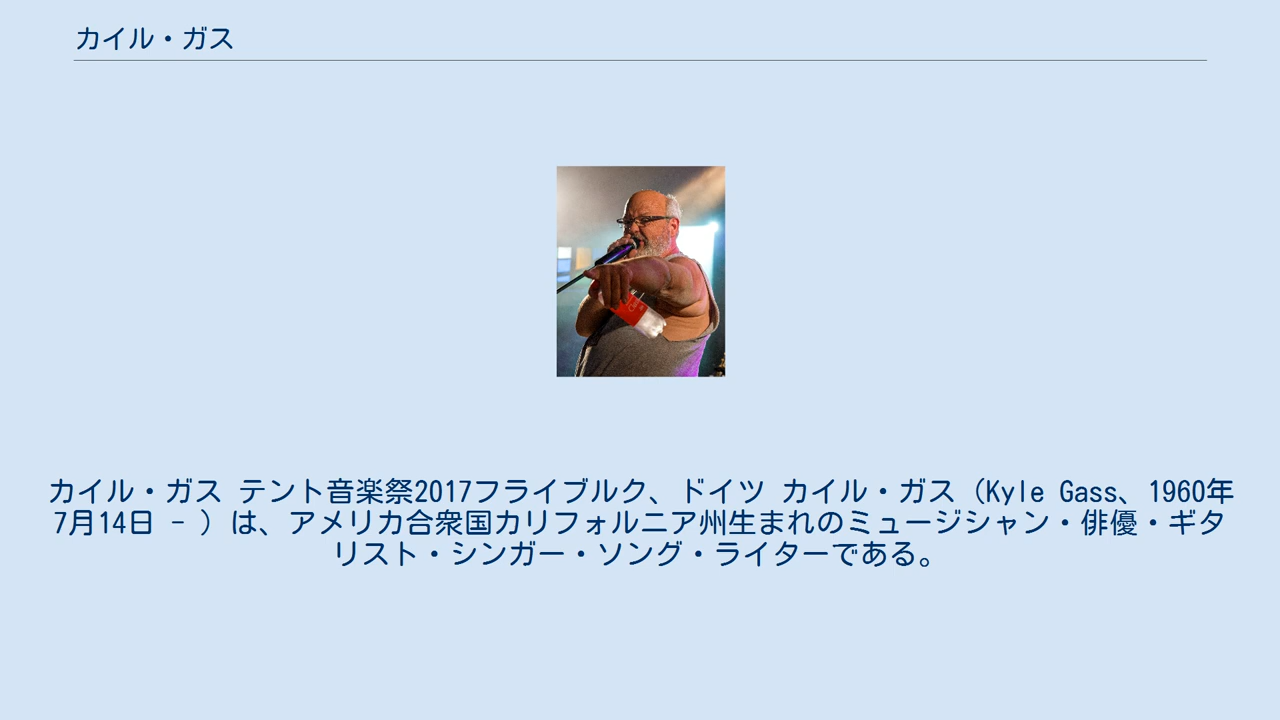 カイル・ガス
カイル・ガス テント音楽祭2017フライブルク、ドイツ カイル・ガス（Kyle Gass、1960年
7月14日 - ）は、アメリカ合衆国カリフォルニア州生まれのミュージシャン・俳優・ギタ
リスト・シンガー・ソング・ライターである。